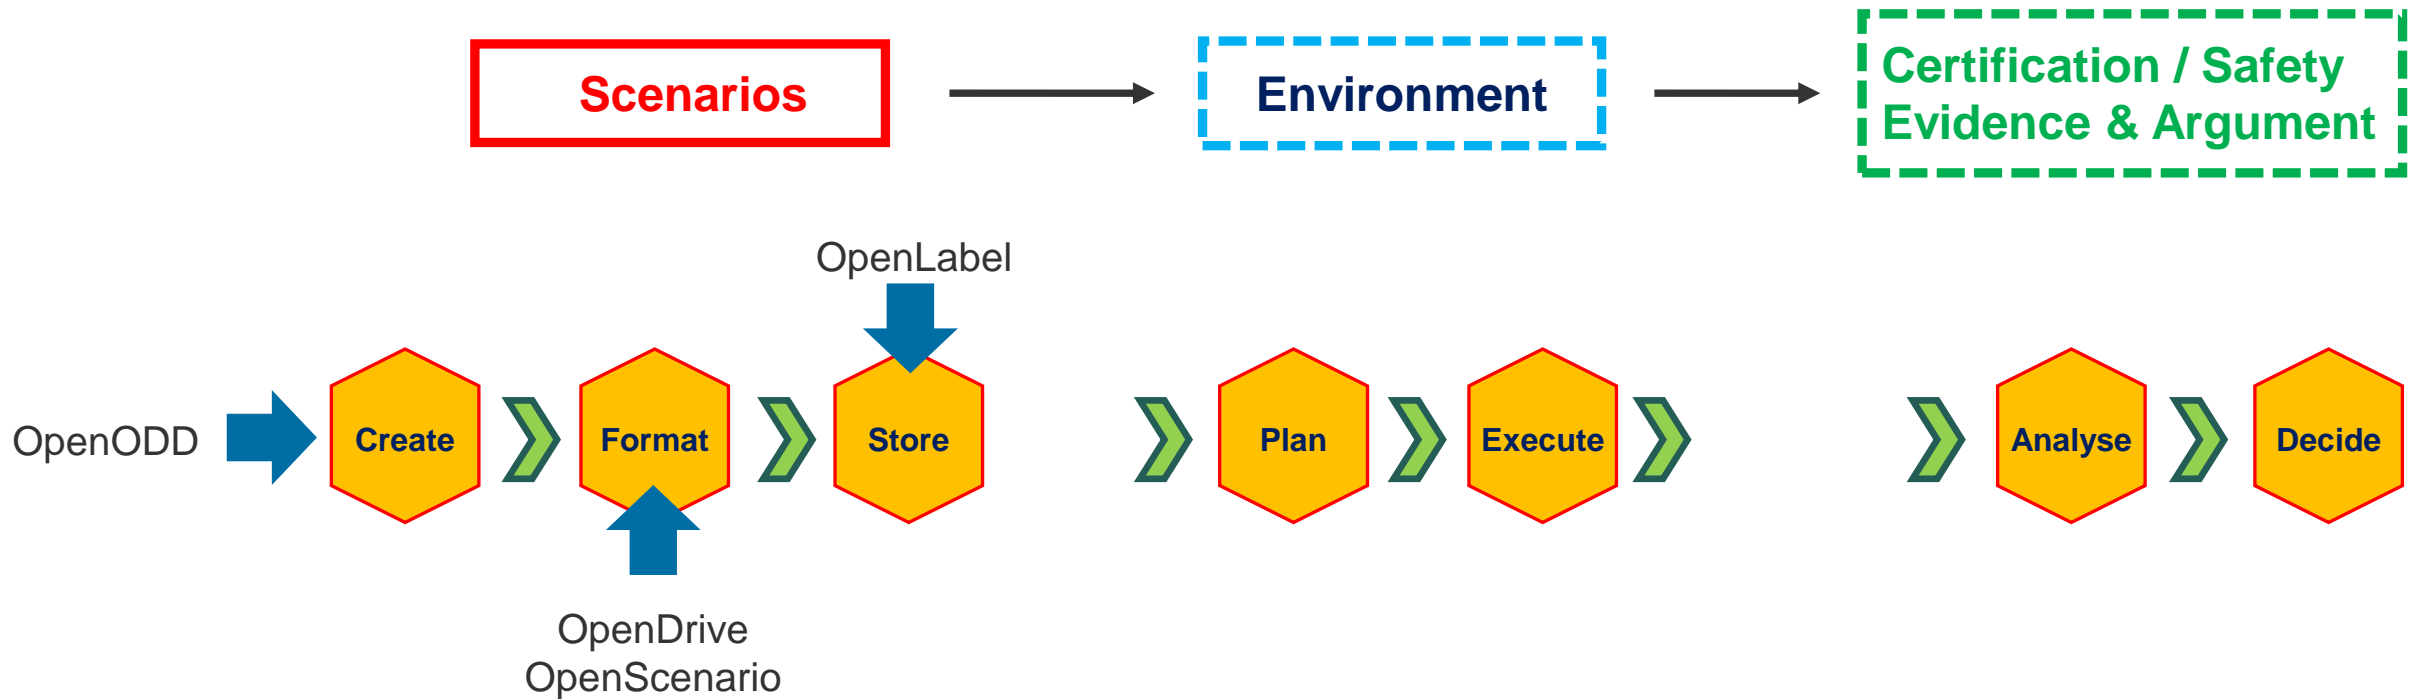 Scenarios
Environment
Certification / Safety
Evidence & Argument
OpenLabel
OpenODD
Create
Format
Store
Plan
Execute
Analyse
Decide
OpenDrive
OpenScenario